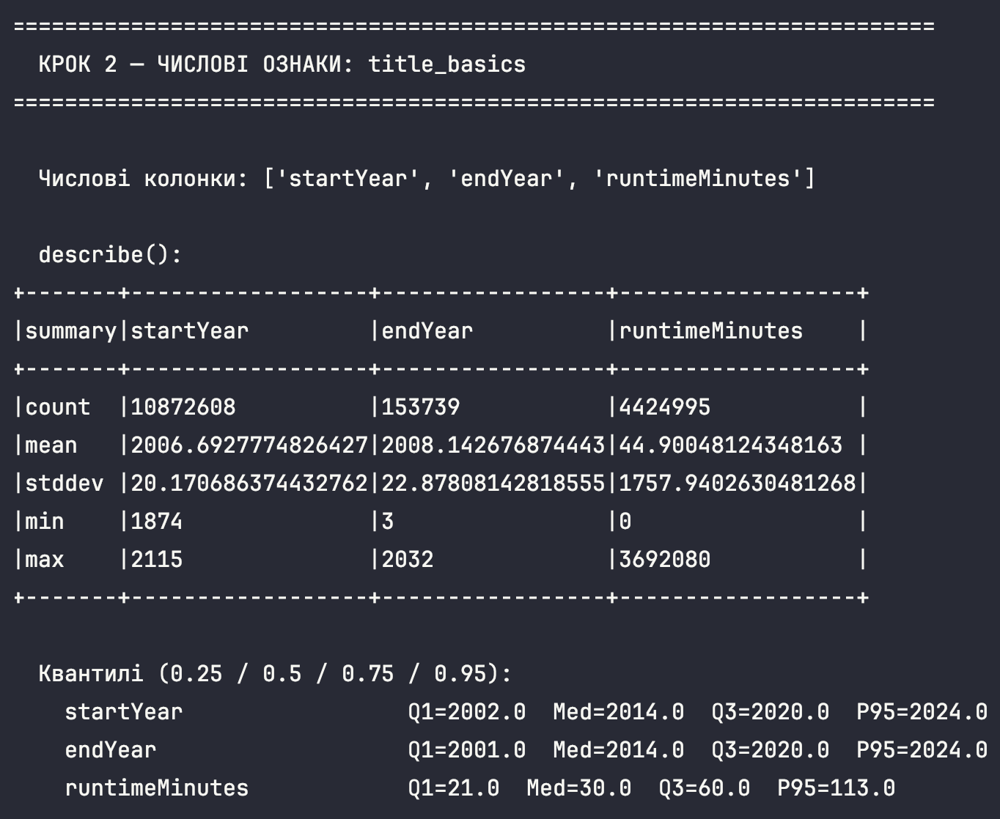 ======================================================================
  КРОК 2 — ЧИСЛОВІ ОЗНАКИ: title_basics
======================================================================
  Числові колонки: ['startYear', 'endYear', 'runtimeMinutes']
  describe():
+-------+------------------+-----------------+------------------+
|summary|startYear         |endYear          |runtimeMinutes    |
+-------+------------------+-----------------+------------------+
|count  |10872608          |153739           |4424995           |
|mean   |2006.6927774826427|2008.142676874443|44.90048124348163 |
|stddev |20.170686374432762|22.87808142818555|1757.9402630481268|
|min    |1874              |3                |0                 |
|max    |2115              |2032             |3692080           |
+-------+------------------+-----------------+------------------+
  Квантилі (0.25 / 0.5 / 0.75 / 0.95):
    startYear                 Q1=2002.0  Med=2014.0  Q3=2020.0  P95=2024.0
    endYear                   Q1=2001.0  Med=2014.0  Q3=2020.0  P95=2024.0
    runtimeMinutes            Q1=21.0  Med=30.0  Q3=60.0  P95=113.0